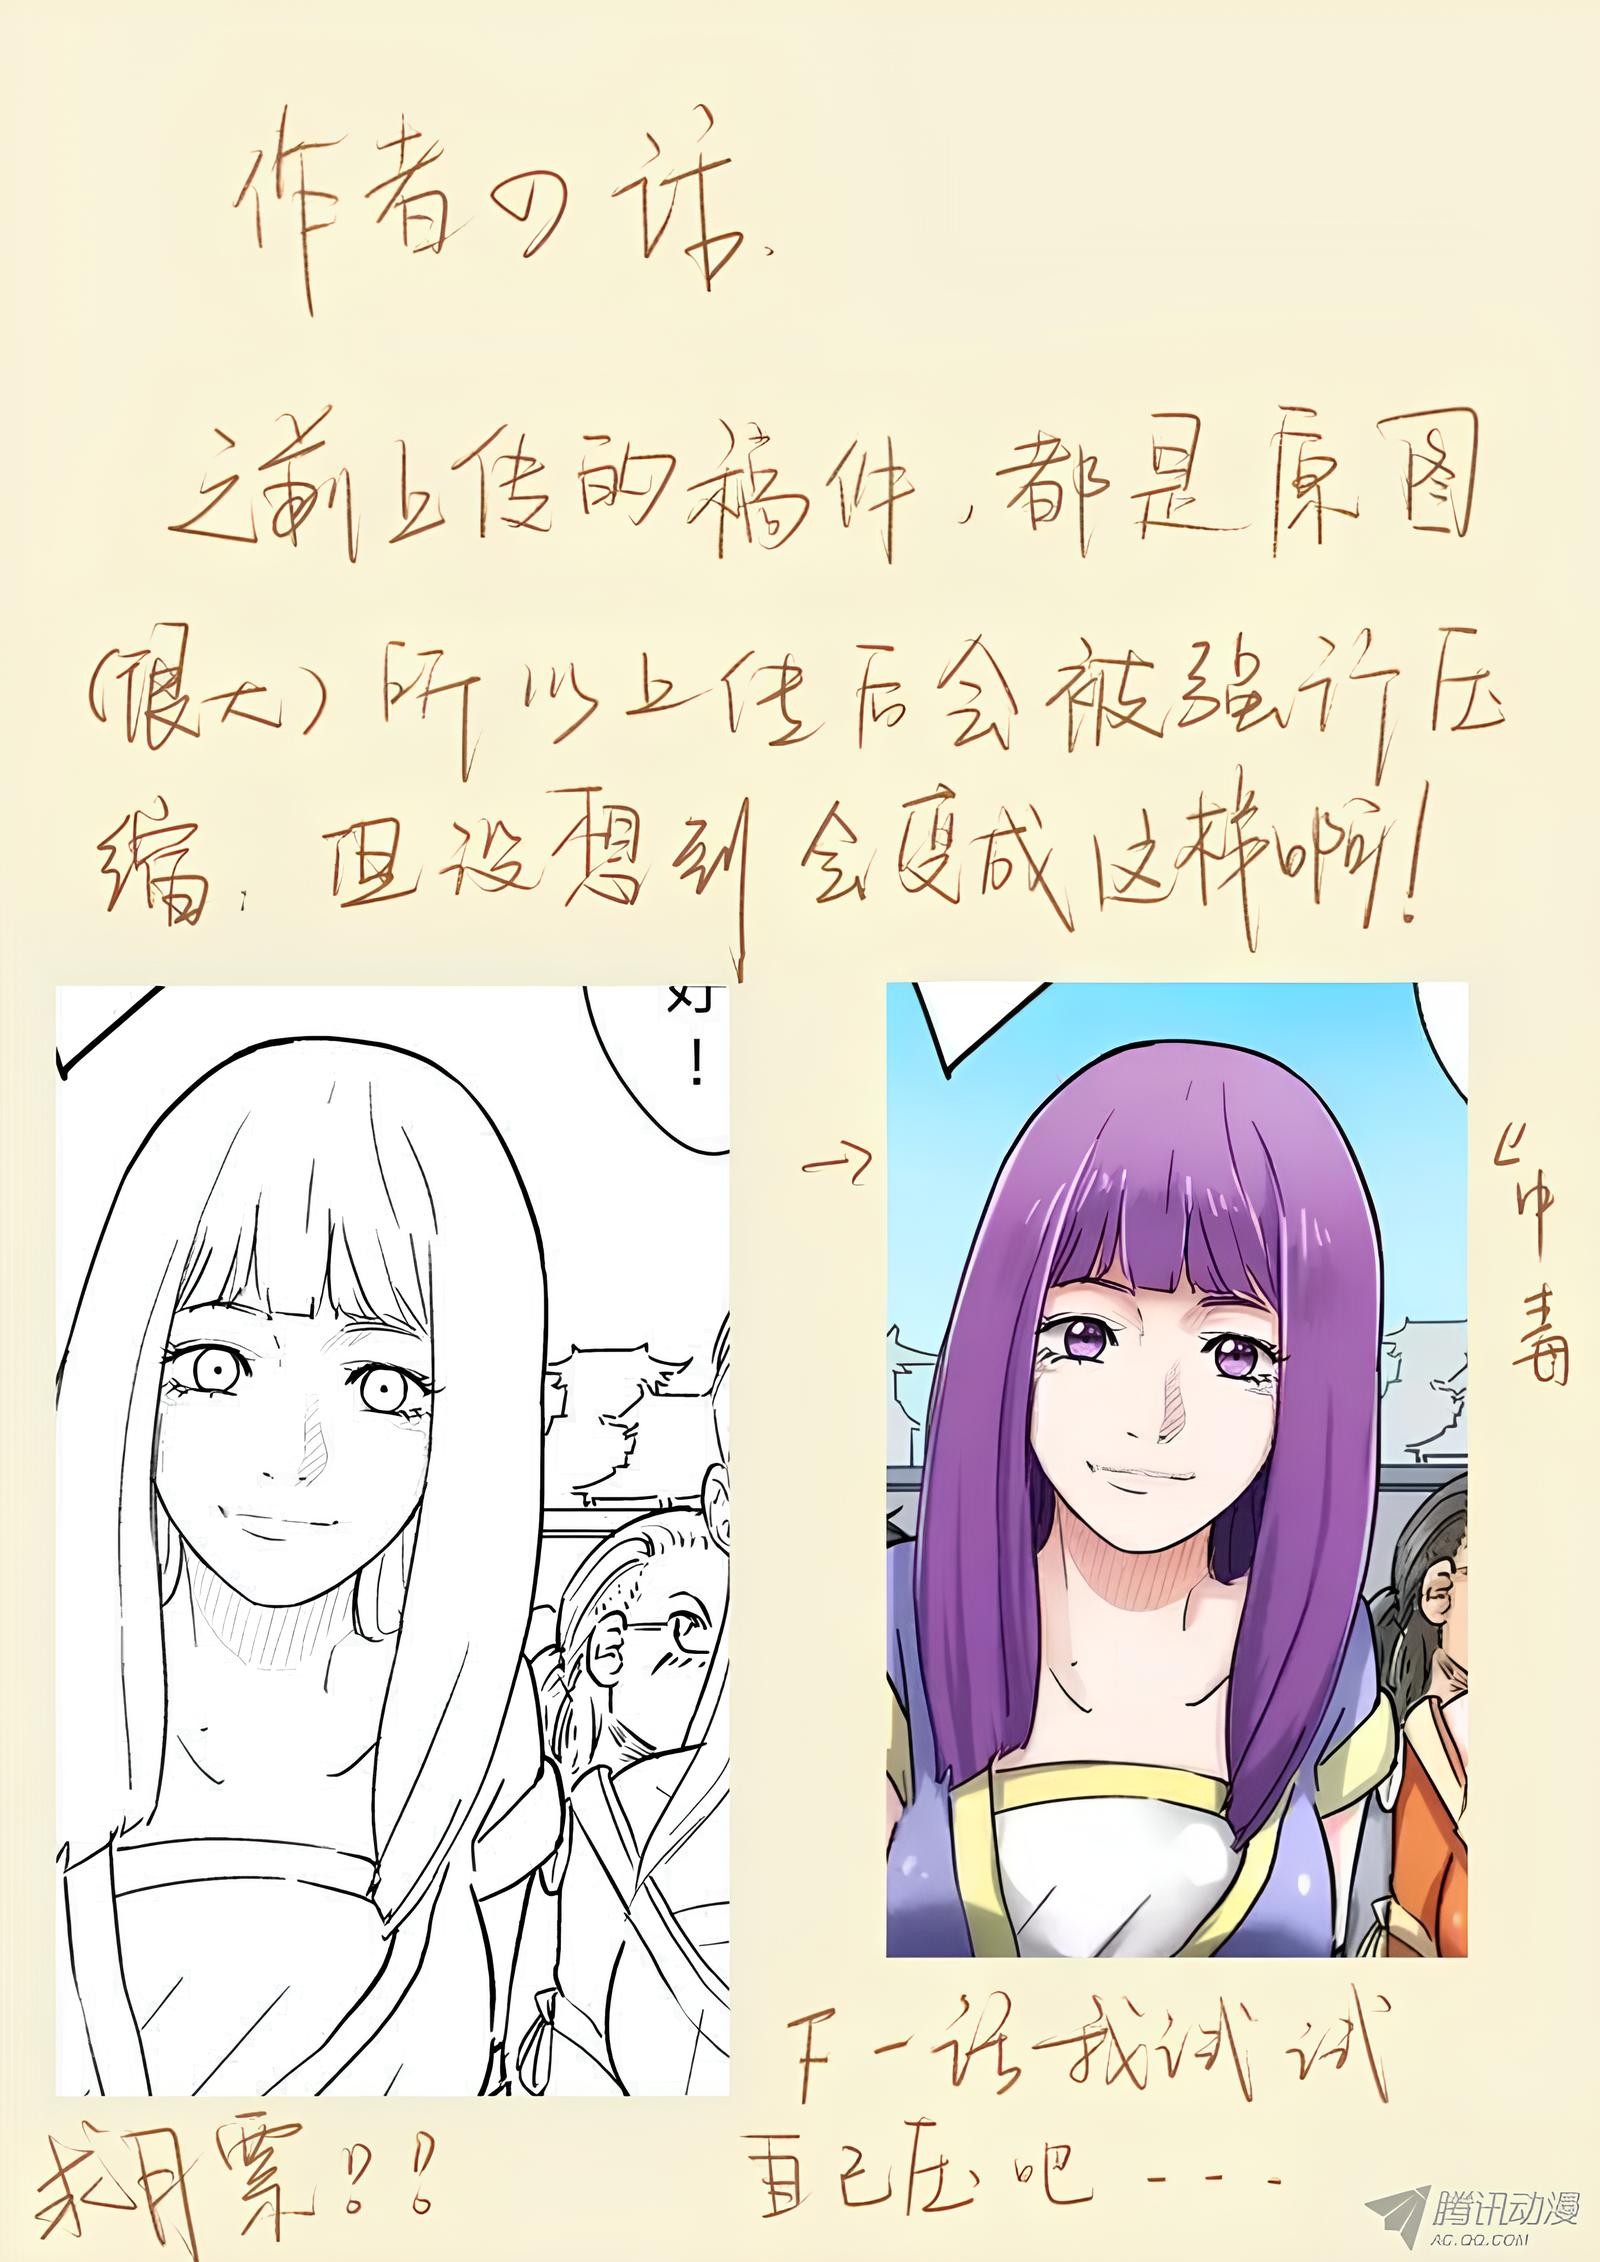 作者の话.
之前上传的稿件,都是原图
(很大)所以上传后会被强行压
缩.但没想到会变成这样啊!
好
!
→
中毒
下一话我试试
自己压吧---
求月票!!
腾讯动漫
AC.QQ.COM